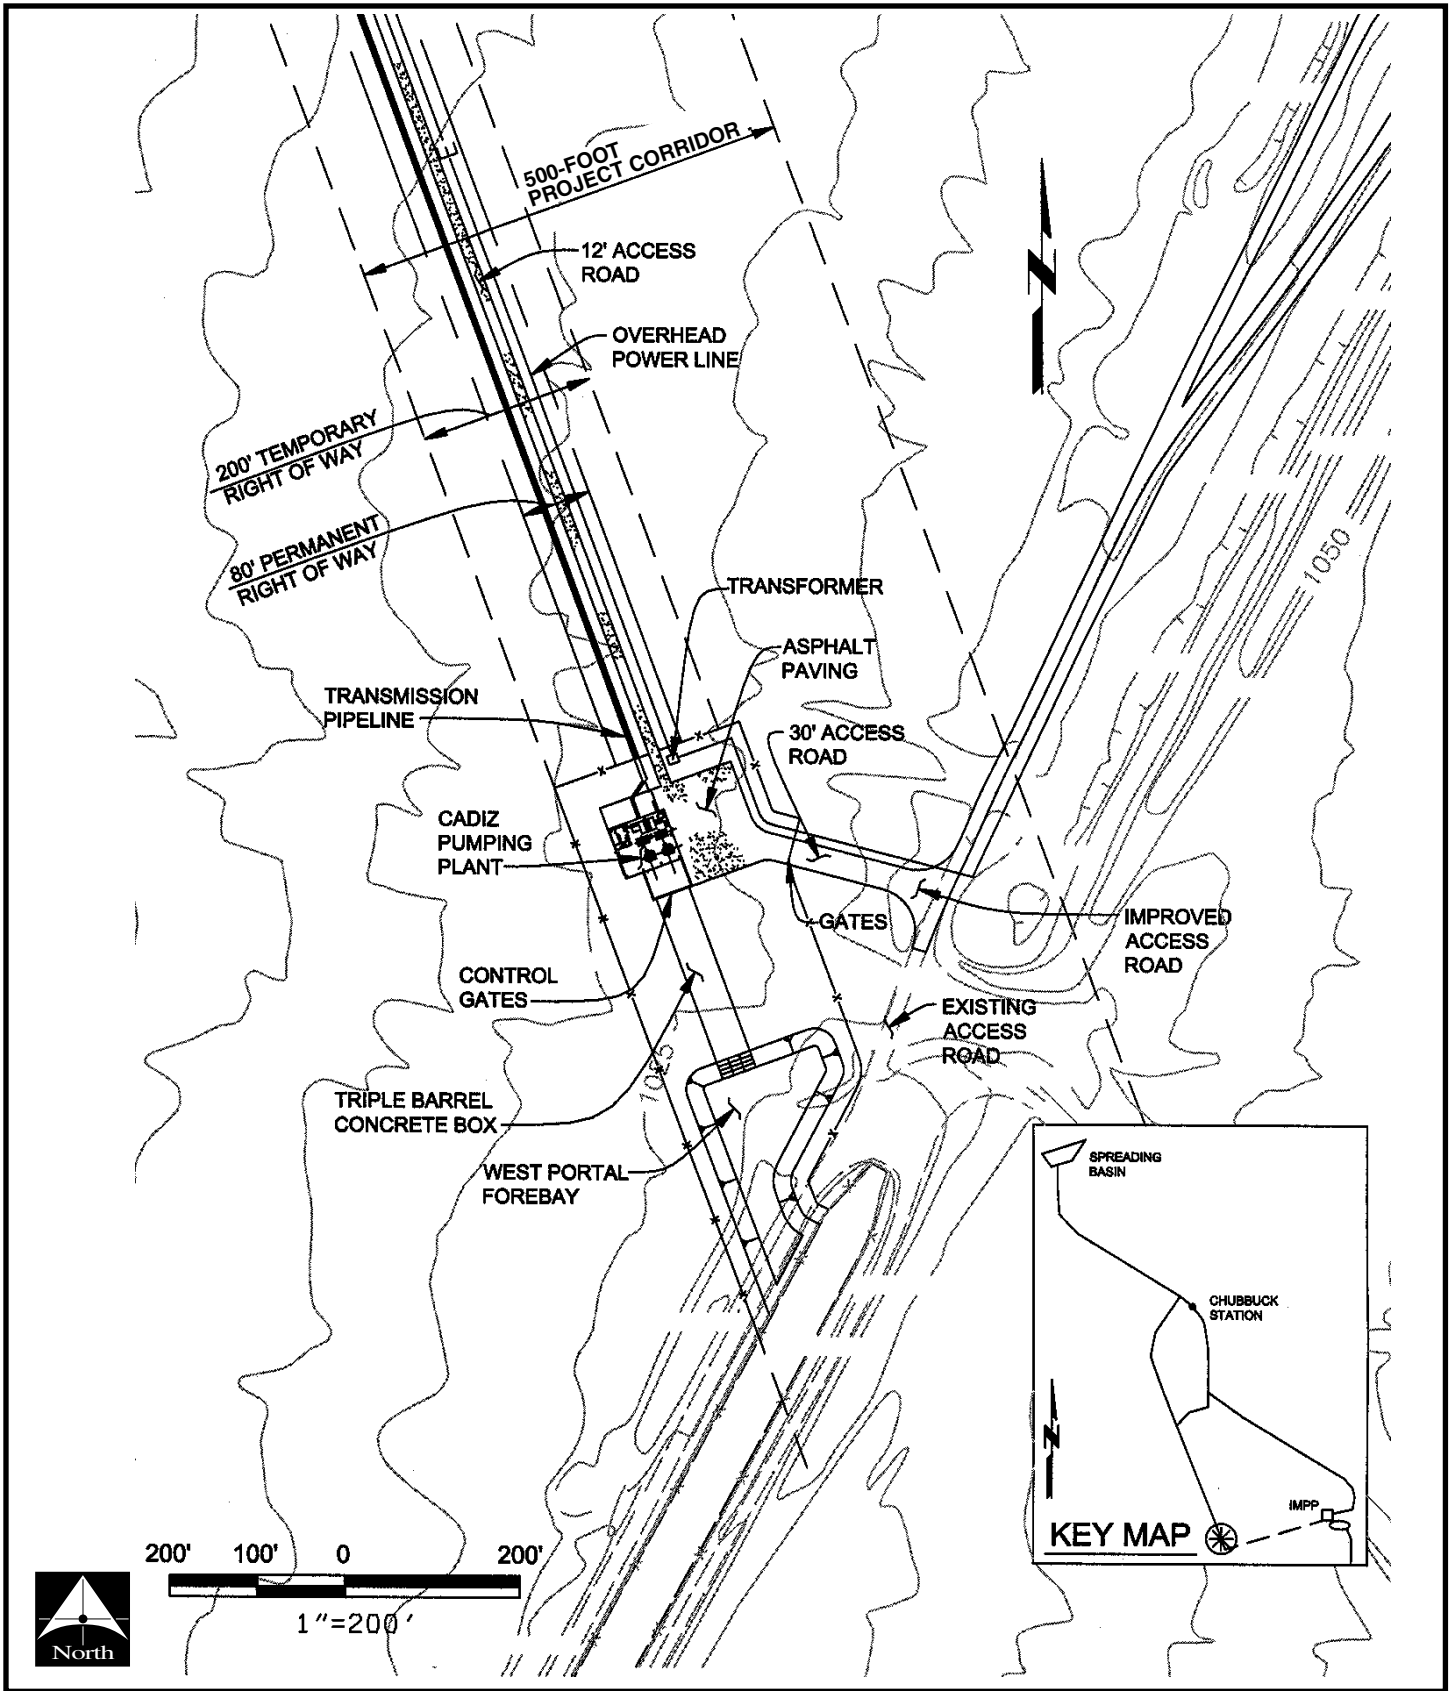 500-FOOT
PROJECT CORRIDOR
E
12' ACCESS
ROAD
N
OVERHEAD
POWER LINE
200' TEMPORARY
RIGHT OF WAY
80' PERMANENT
RIGHT OF WAY
1050
TRANSFORMER
ASPHALT
PAVING
TRANSMISSION
PIPELINE
30' ACCESS
ROAD
CADIZ
PUMPING
PLANT
GATES
IMPROVED
ACCESS
ROAD
CONTROL
GATES
EXISTING
ACCESS
ROAD
TRIPLE BARREL
CONCRETE BOX
WEST PORTAL
FOREBAY
SPREADING
BASIN
CHUBBUCK
STATION
N
IMPP
KEY MAP
200' 100' 0 200'
1"=200'
North